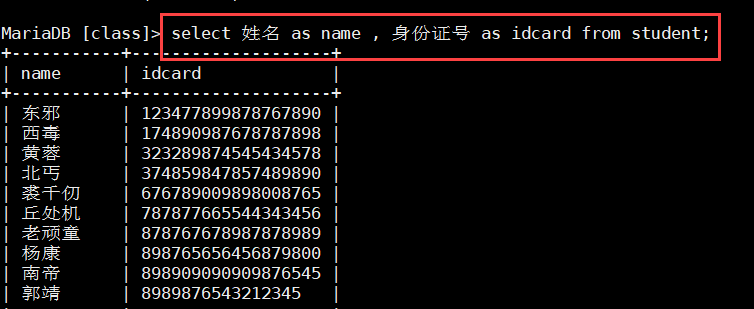 MariaDB [class]> select 姓名 as name , 身份证号 as idcard from student;
+-----------+--------------------+
| name | idcard |
+-----------+--------------------+
| 东邪 | 123477899878767890 |
| 西毒 | 174890987678787898 |
| 黄蓉 | 323289874545434578 |
| 北丐 | 374859847857489890 |
| 裘千仞 | 676789009898008765 |
| 丘处机 | 787877665544343456 |
| 老顽童 | 878767678987878989 |
| 杨康 | 898765656456879800 |
| 南帝 | 898909090909876545 |
| 郭靖 | 8989876543212345 |